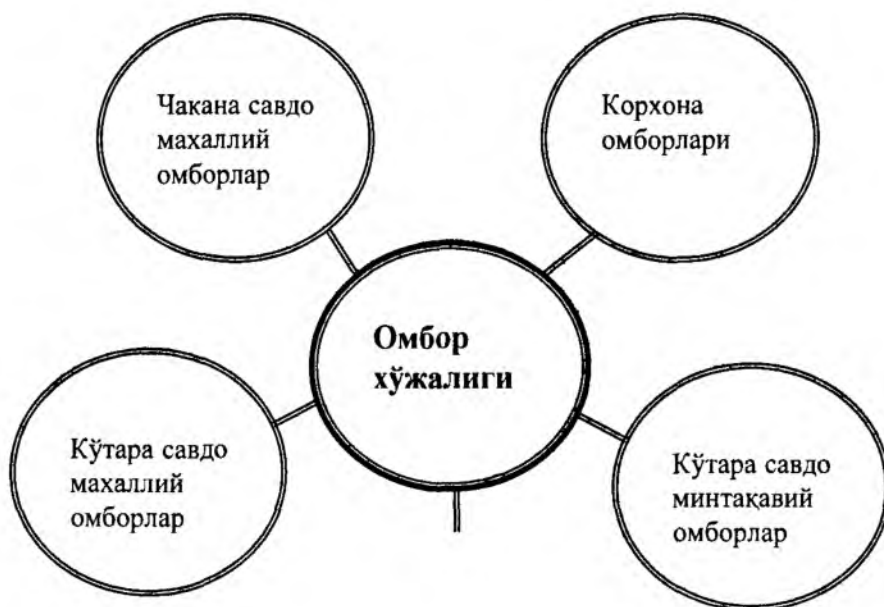 Чакана савдо
махаллий
омборлар
Корхона
омборлари
Омбор
хўжалиги
Кўтара савдо
махаллий
омборлар
Кўтара савдо
минтақавий
омборлар